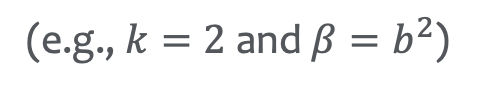 (e.g., 𝑘 = 2 and 𝛽 = 𝑏²)